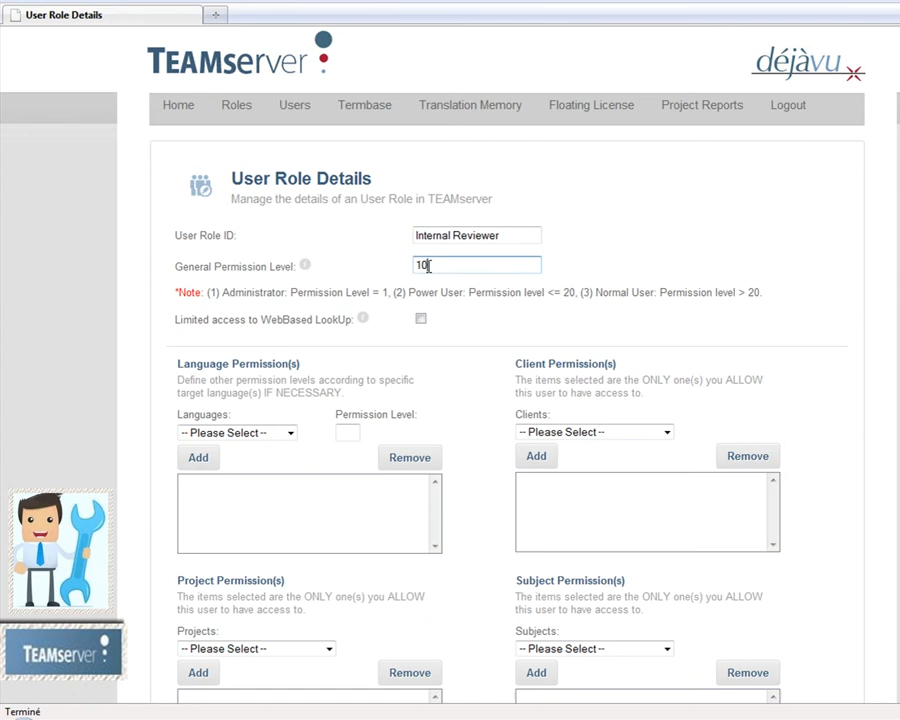 User Role Details
TEAMserver
déjàvu
Home Roles Users Termbase Translation Memory Floating License Project Reports Logout
User Role Details
Manage the details of an User Role in TEAMserver
User Role ID: Internal Reviewer
General Permission Level: 10
*Note: (1) Administrator: Permission Level = 1, (2) Power User: Permission level <= 20, (3) Normal User: Permission level > 20.
Limited access to WebBased LookUp:
Language Permission(s)
Define other permission levels according to specific
target language(s) IF NECESSARY.
Languages: Permission Level:
-- Please Select --
Add Remove
Client Permission(s)
The items selected are the ONLY one(s) you ALLOW
this user to have access to.
Clients:
-- Please Select --
Add Remove
Project Permission(s)
The items selected are the ONLY one(s) you ALLOW
this user to have access to.
Projects:
-- Please Select --
Add Remove
Subject Permission(s)
The items selected are the ONLY one(s) you ALLOW
this user to have access to.
Subjects:
-- Please Select --
Add Remove
TEAMserver
Terminé